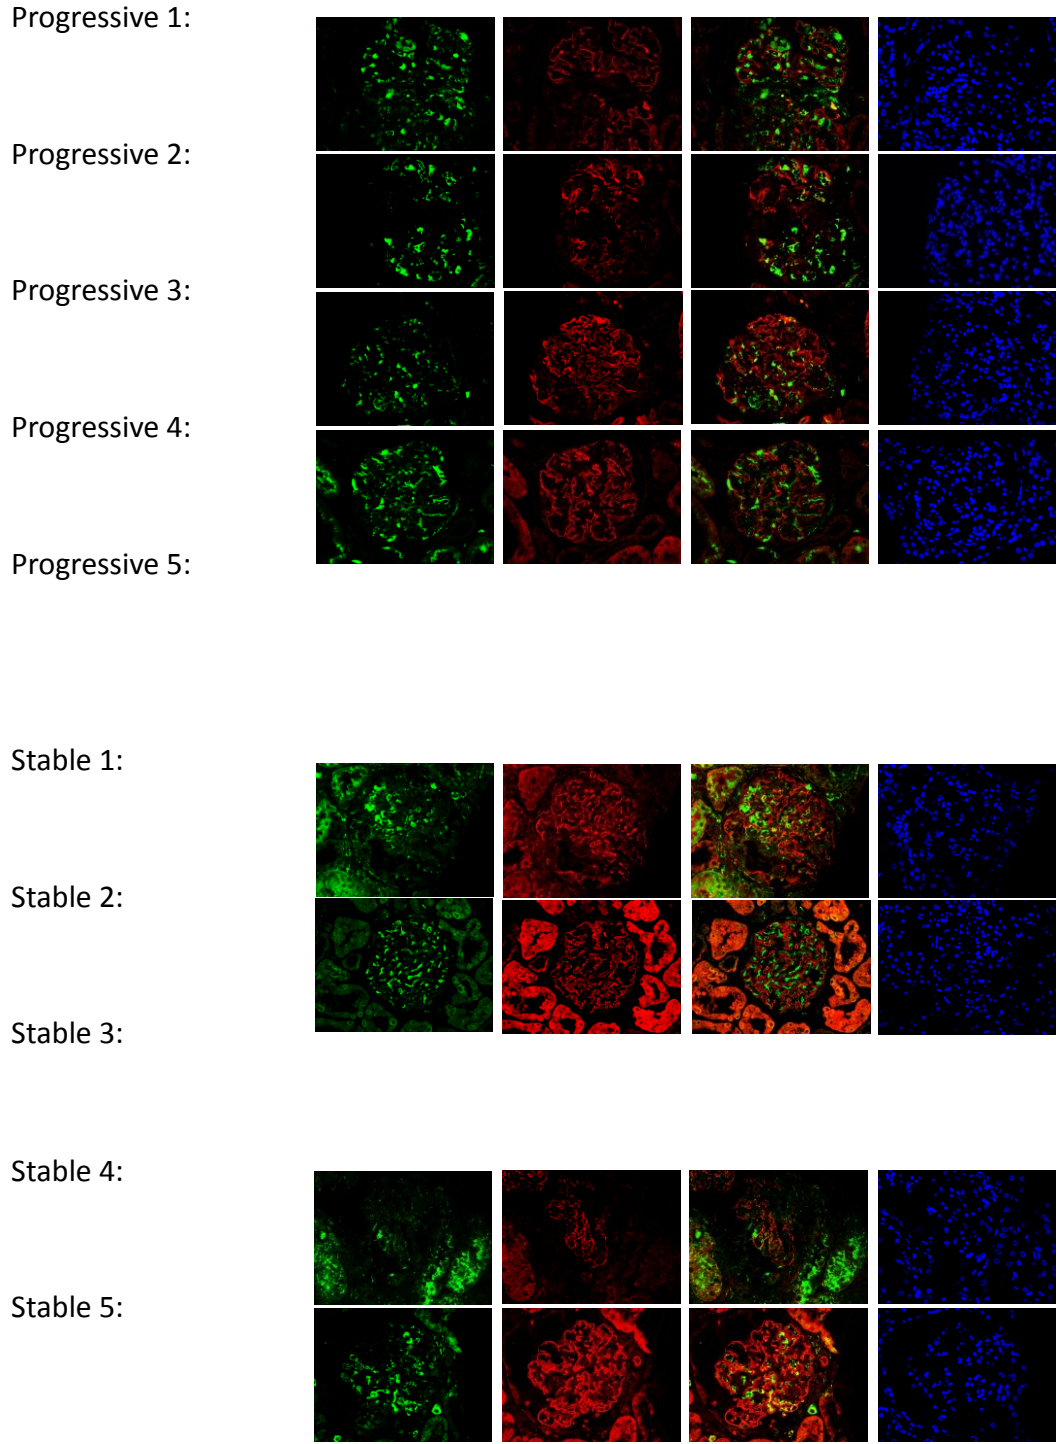 Progressive 1:
Progressive 2:
Progressive 3:
Progressive 4:
Progressive 5:
Stable 1:
Stable 2:
Stable 3:
Stable 4:
Stable 5: